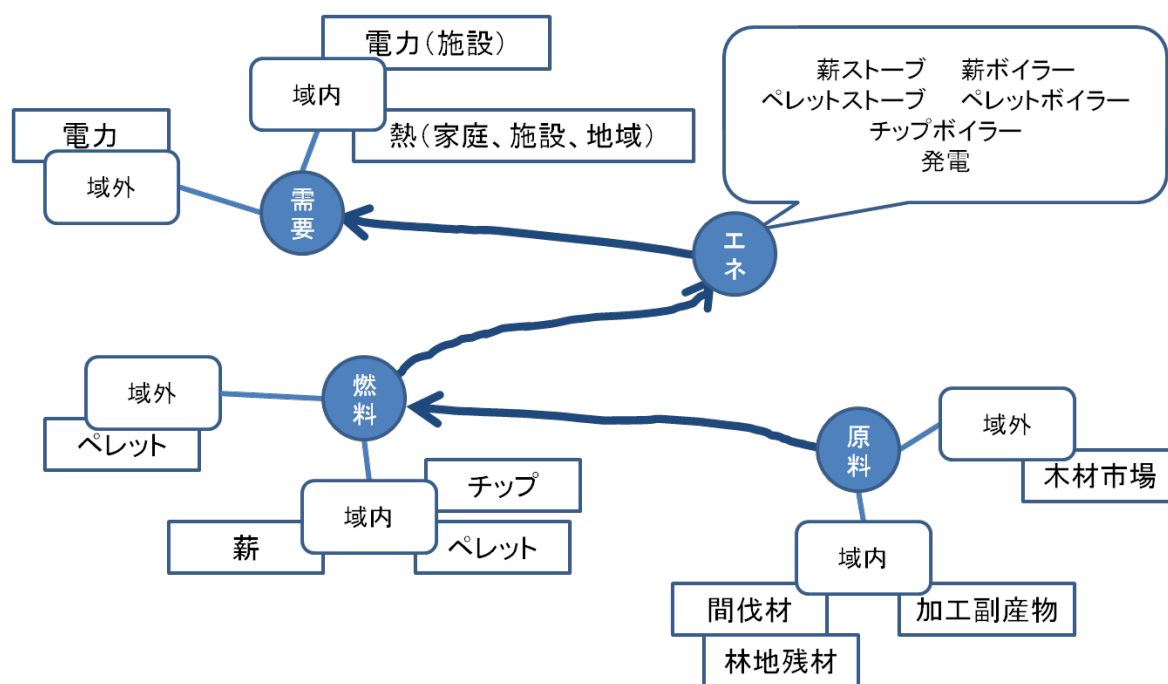 電力(施設)
域内
熱(家庭、施設、地域)
電力
域外
需要
薪ストーブ 薪ボイラー
ペレットストーブ ペレットボイラー
チップボイラー
発電
エネ
域外
ペレット
燃料
チップ
域内
薪
ペレット
原料
域外
木材市場
域内
間伐材
加工副産物
林地残材